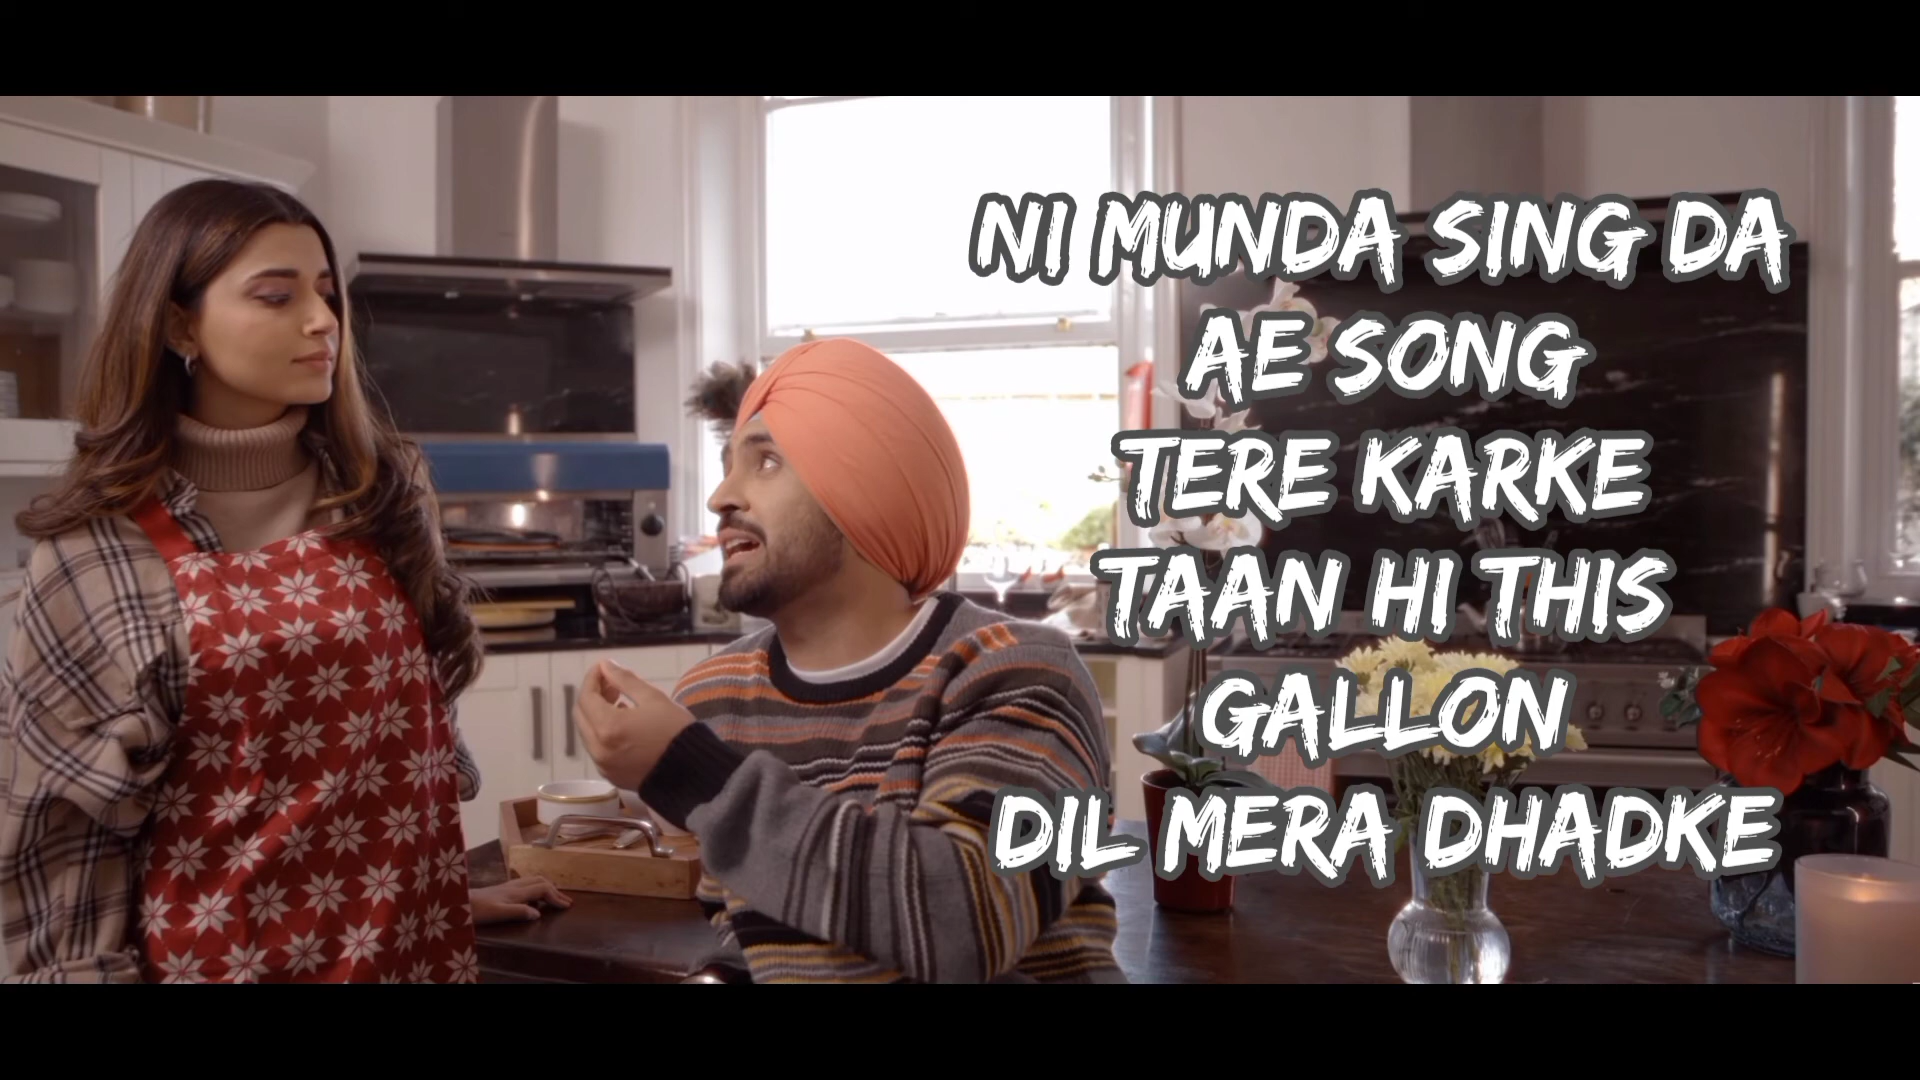 NI MUNDA SING DA
AE SONG
TERE KARKE
TAAN HI THIS
GALLON
DIL MERA DHADKE